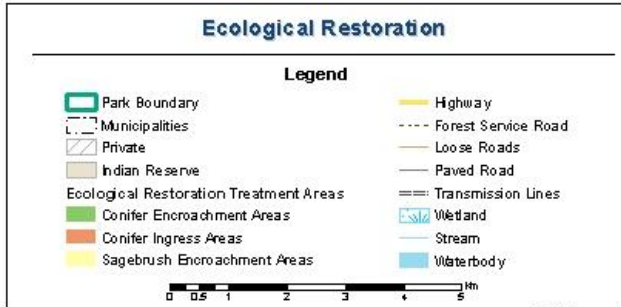 Ecological Restoration
Legend
Park Boundary
Municipalities
Private
Indian Reserve
Ecological Restoration Treatment Areas
Conifer Encroachment Areas
Conifer Ingress Areas
Sagebrush Encroachment Areas
Highway
Forest Service Road
Loose Roads
Paved Road
Transmission Lines
Wetland
Stream
Waterbody
Km
0 0.5 1 2 3 4 5